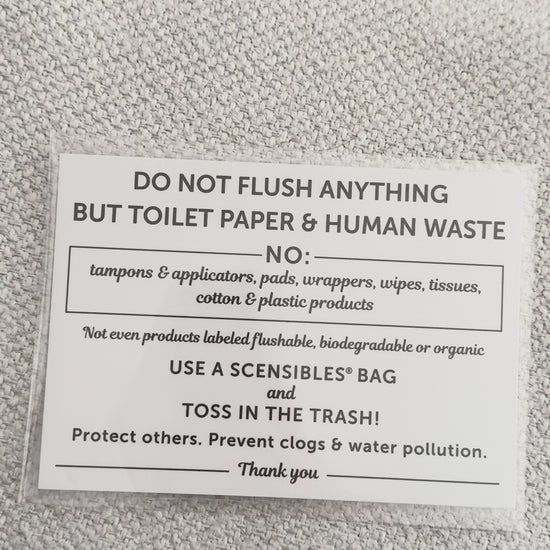 DO NOT FLUSH ANYTHING
BUT TOILET PAPER & HUMAN WASTE
NO:
tampons & applicators, pads, wrappers, wipes, tissues,
cotton & plastic products
Not even products labeled flushable, biodegradable or organic
USE A SCENSIBLES® BAG
and
TOSS IN THE TRASH!
Protect others. Prevent clogs & water pollution.
Thank you